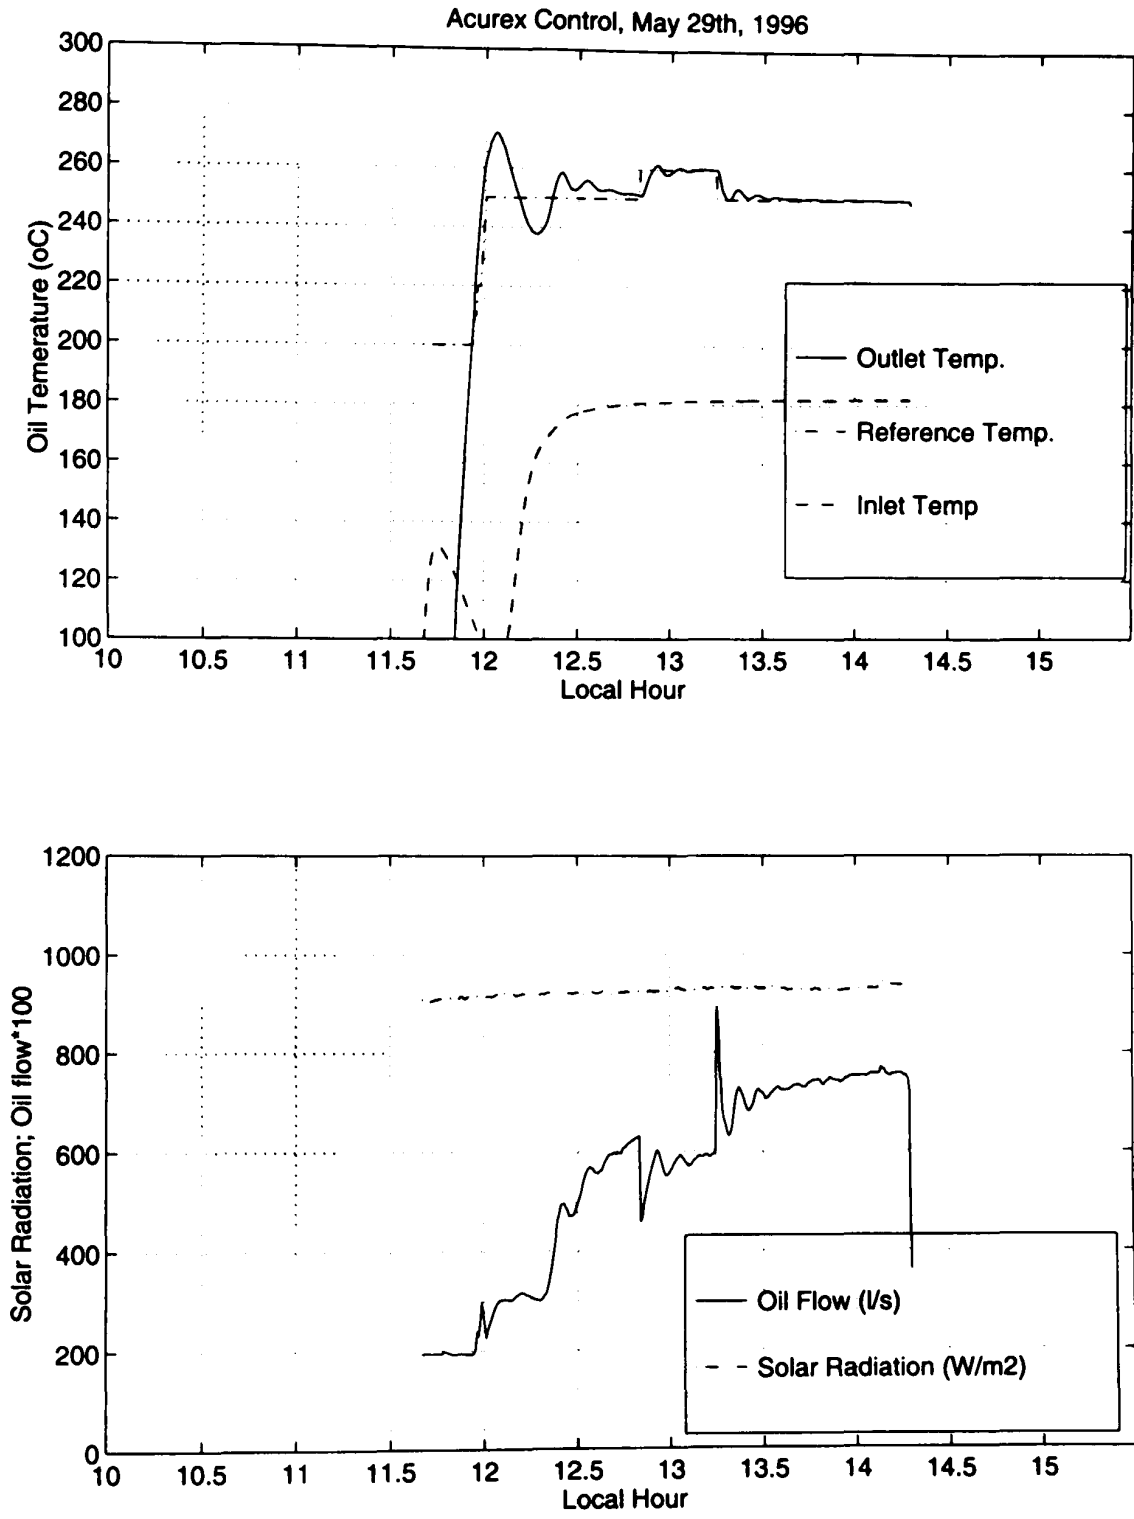 Acurex Control, May 29th, 1996
300
280
260
240
220
200
180
160
140
120
100
Oil Temerature (oC)
Outlet Temp.
Reference Temp.
Inlet Temp
10 10.5 11 11.5 12 12.5 13 13.5 14 14.5 15
Local Hour
1200
1000
800
600
400
200
0
Solar Radiation; Oil flow*100
Oil Flow (l/s)
Solar Radiation (W/m2)
10 10.5 11 11.5 12 12.5 13 13.5 14 14.5 15
Local Hour